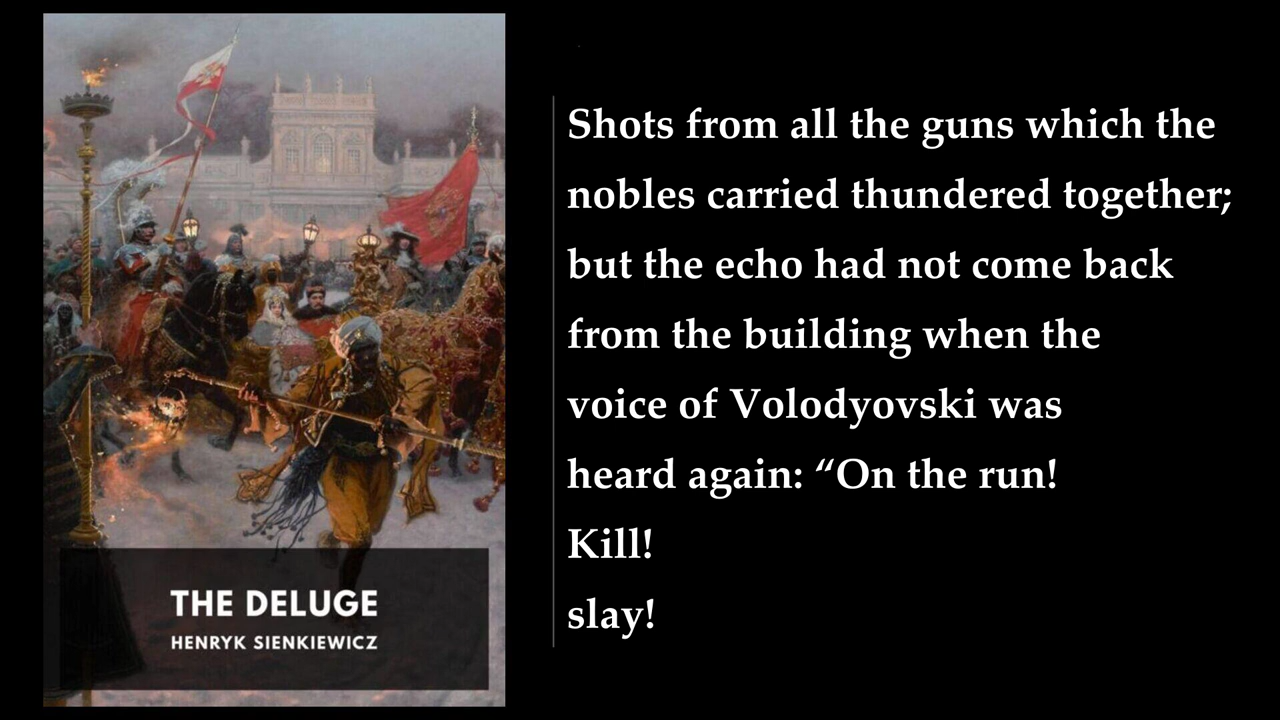 THE DELUGE
HENRYK SIENKIEWICZ
Shots from all the guns which the
nobles carried thundered together;
but the echo had not come back
from the building when the
voice of Volodyovski was
heard again: “On the run!
Kill!
slay!